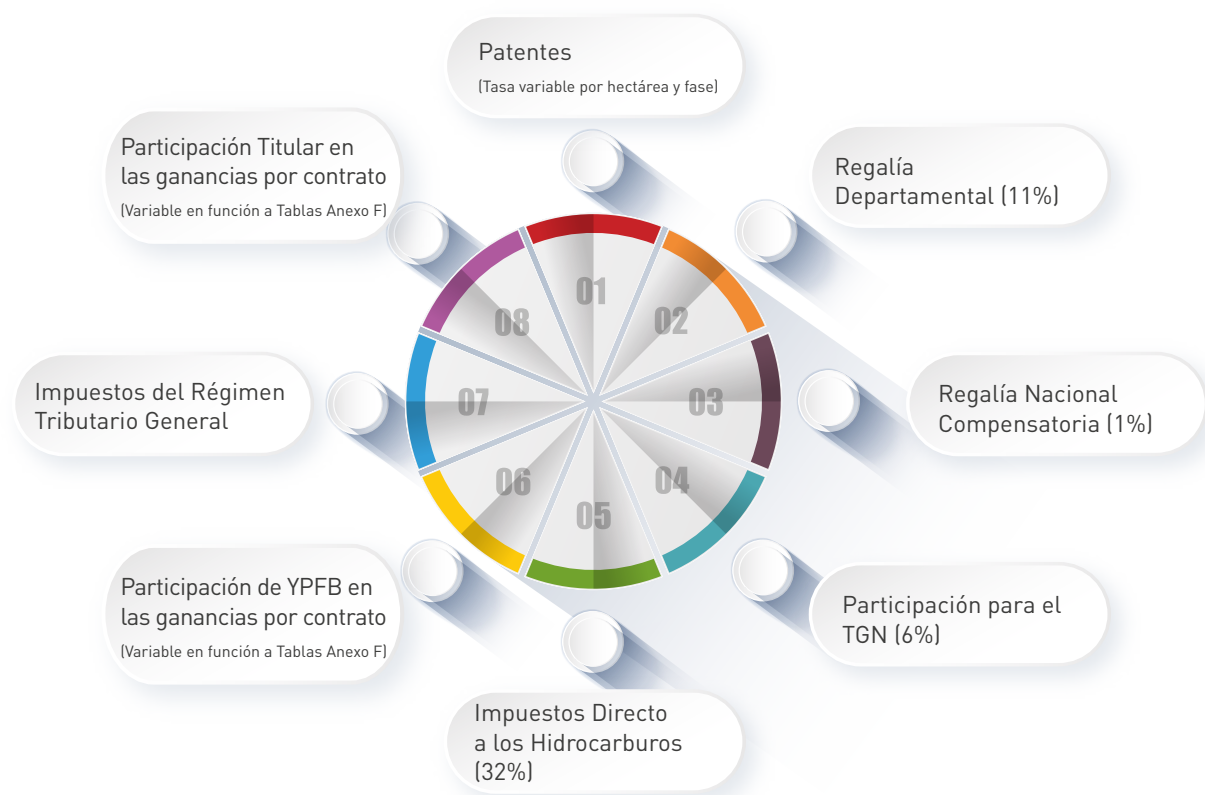 Patentes
(Tasa variable por hectárea y fase)
Regalía
Departamental (11%)
Regalía Nacional
Compensatoria (1%)
Participación para el
TGN (6%)
Impuestos Directo
a los Hidrocarburos
(32%)
Participación de YPFB en
las ganancias por contrato
(Variable en función a Tablas Anexo F)
Impuestos del Régimen
Tributario General
Participación Titular en
las ganancias por contrato
(Variable en función a Tablas Anexo F)
01
02
03
04
05
06
07
08